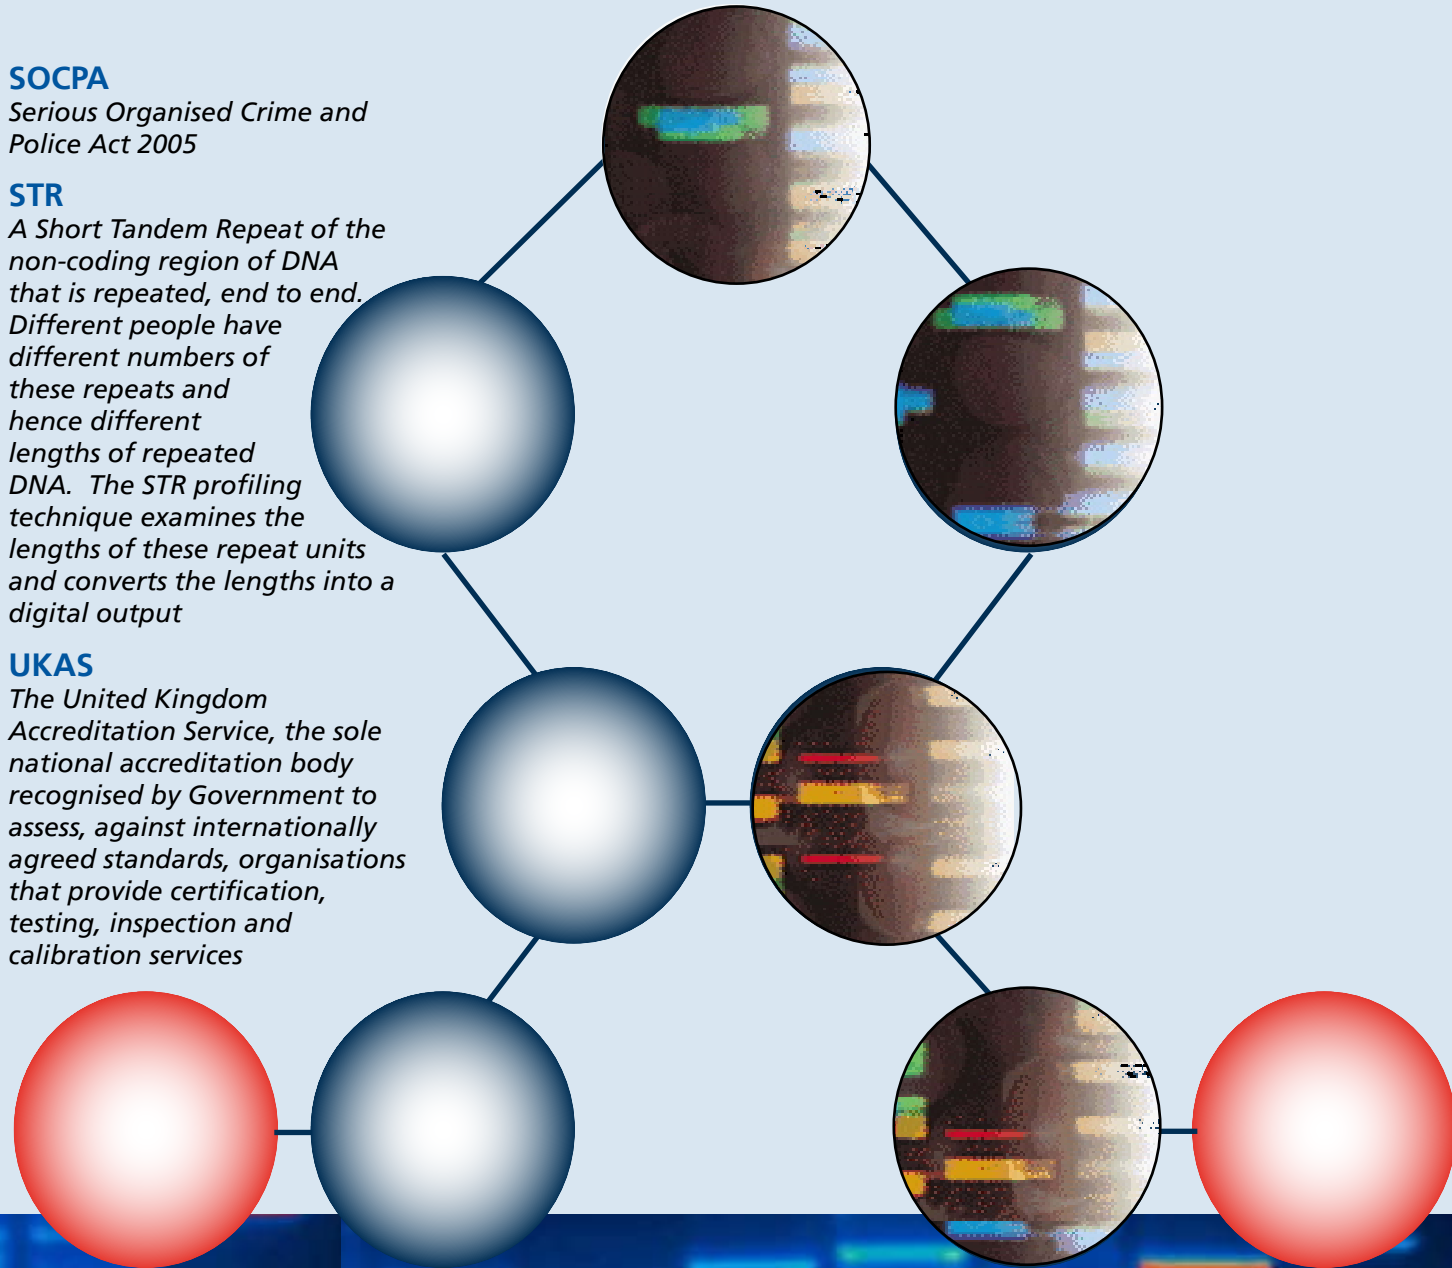 SOCPA
Serious Organised Crime and
Police Act 2005
STR
A Short Tandem Repeat of the
non-coding region of DNA
that is repeated, end to end.
Different people have
different numbers of
these repeats and
hence different
lengths of repeated
DNA.  The STR profiling
technique examines the
lengths of these repeat units
and converts the lengths into a
digital output
UKAS
The United Kingdom
Accreditation Service, the sole
national accreditation body
recognised by Government to
assess, against internationally
agreed standards, organisations
that provide certification,
testing, inspection and
calibration services